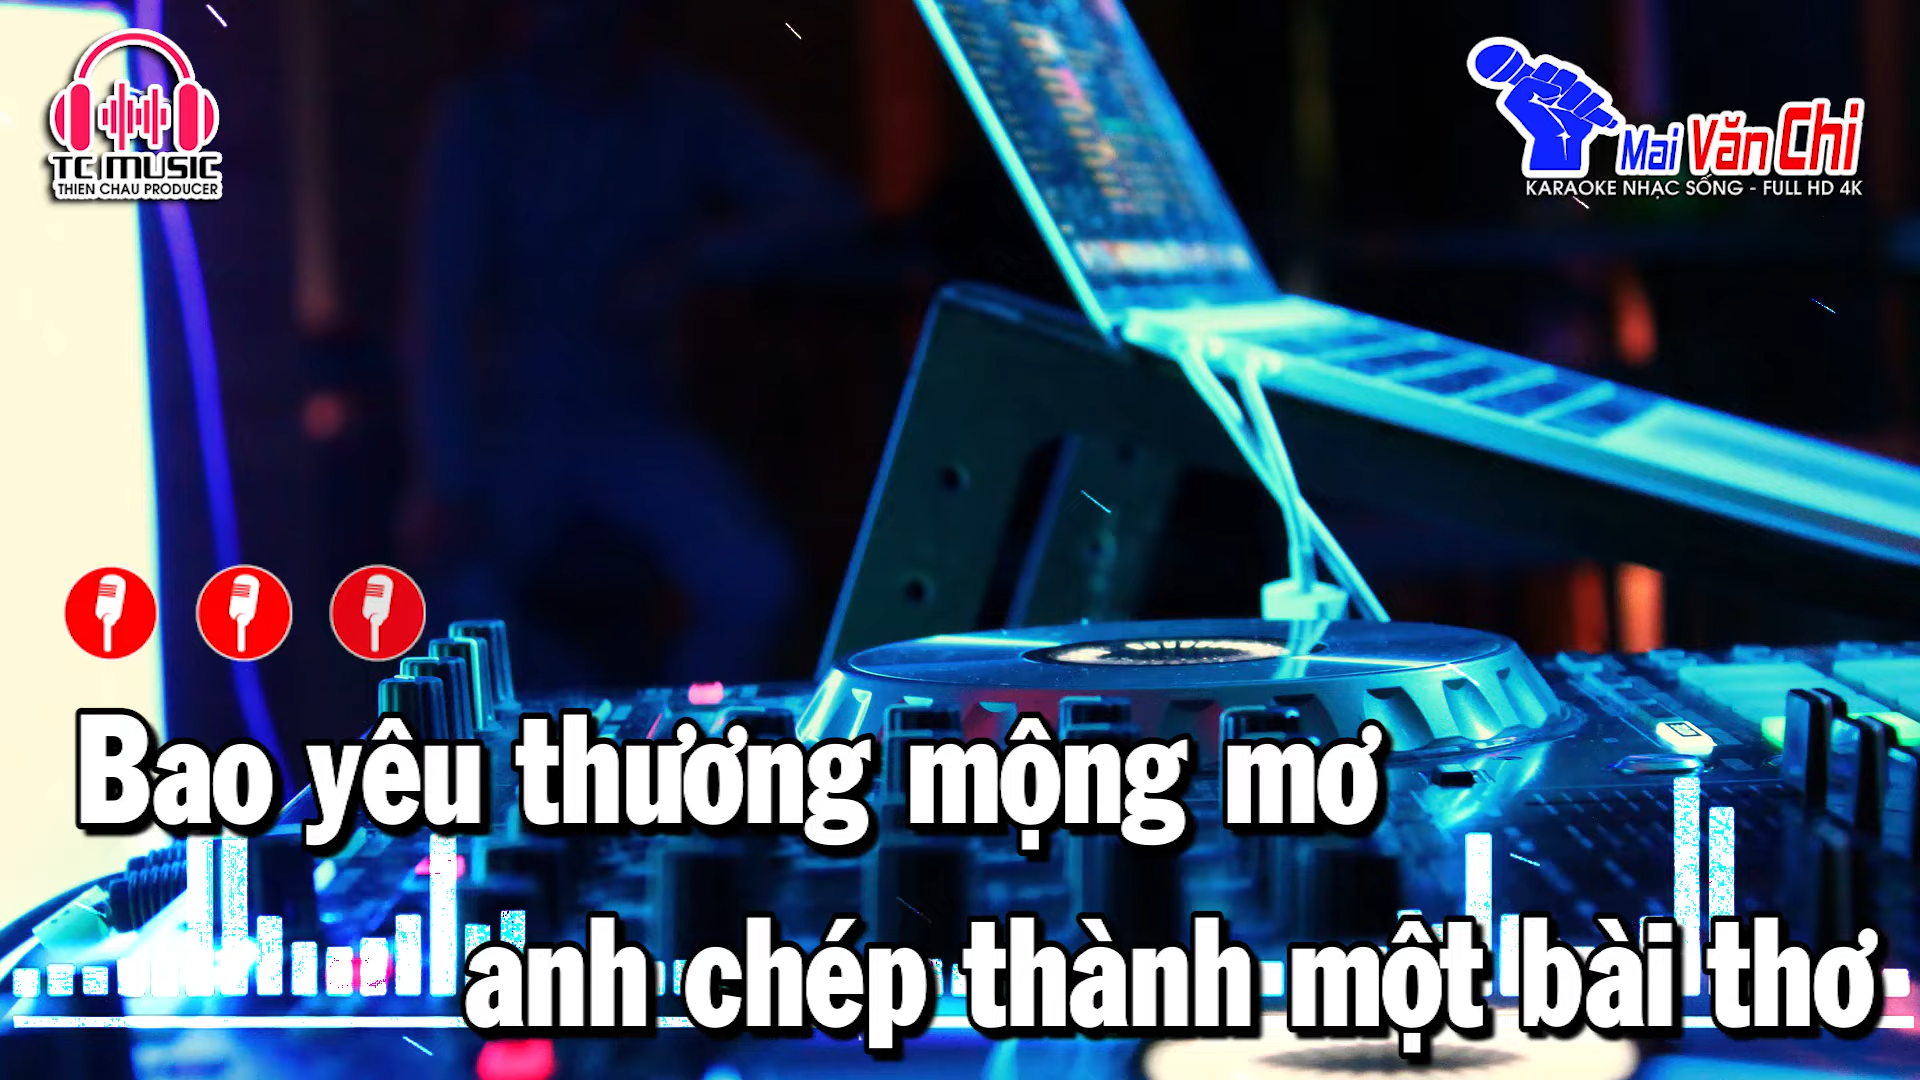 TC MUSIC
THIEN CHAU PRODUCER
Mai Văn Chi
KARAOKE NHẠC SỐNG - FULL HD 4K
Bao yêu thương mộng mơ
anh chép thành một bài thơ